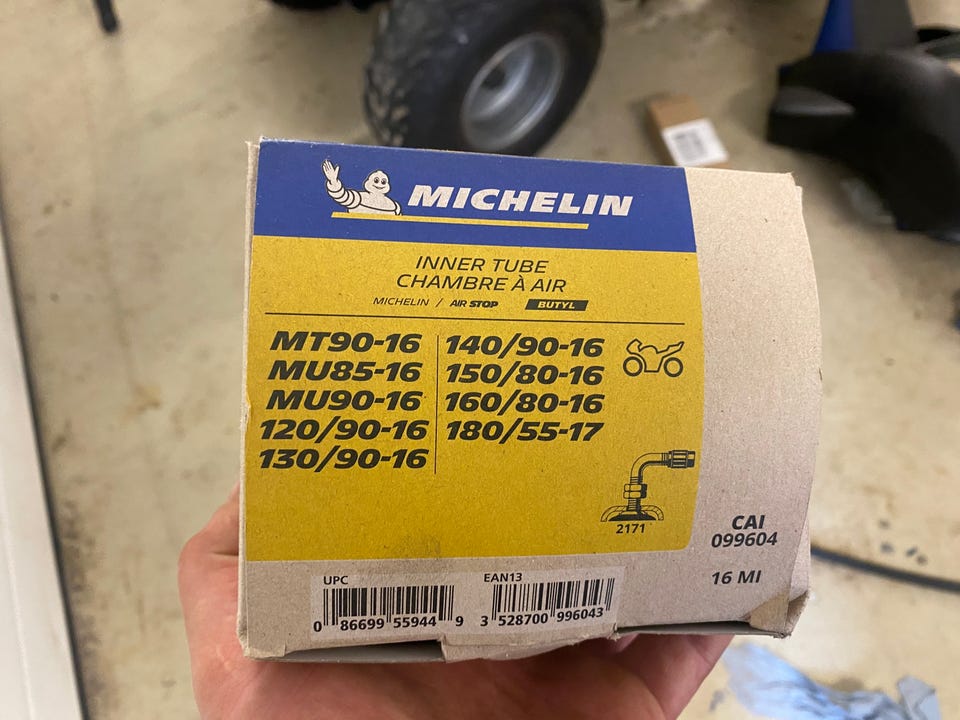 MICHELIN
INNER TUBE
CHAMBRE À AIR
MICHELIN / AIR STOP BUTYL
MT90-16
MU85-16
MU90-16
120/90-16
130/90-16
140/90-16
150/80-16
160/80-16
180/55-17
2171
CAI
099604
16 MI
UPC
0 86699 55944 9
EAN13
3 528700 996043